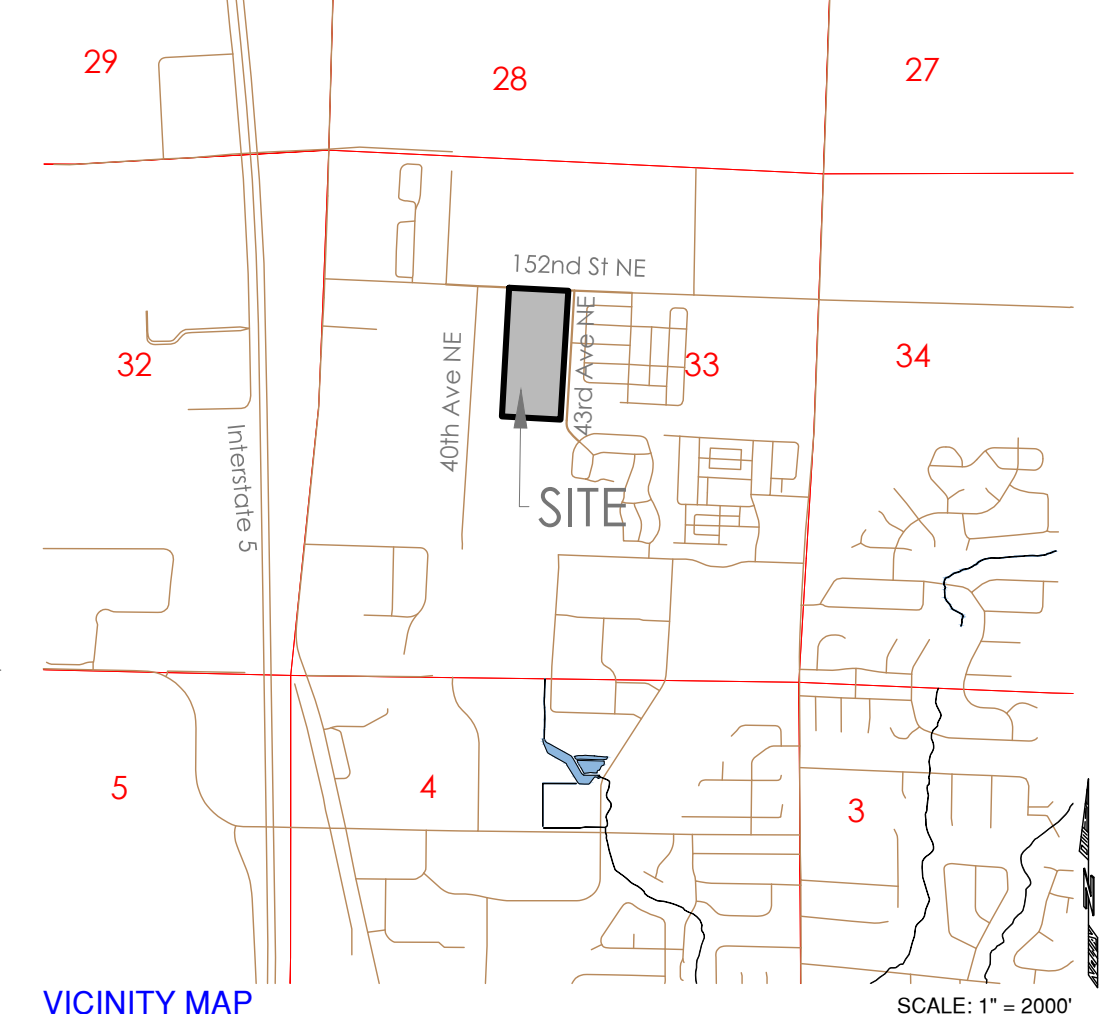 29
28
27
152nd St NE
32
40th Ave NE
43rd Ave NE
33
34
Interstate 5
SITE
5
4
3
N
VICINITY MAP
SCALE: 1" = 2000'